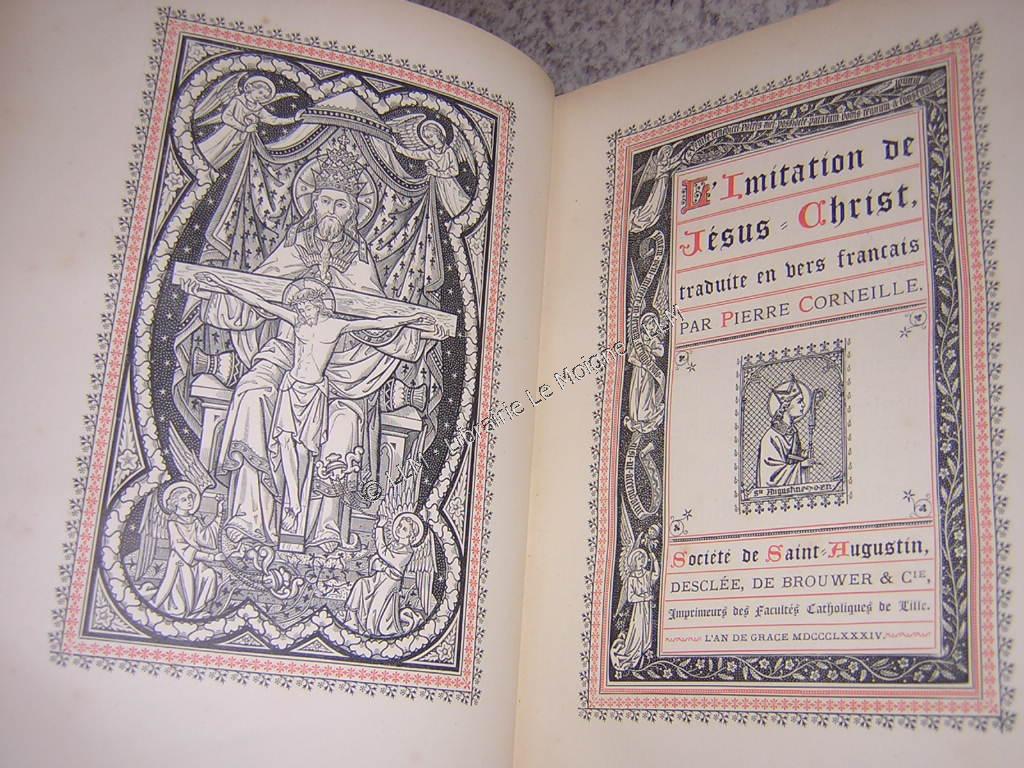 L'Imitation de
Jésus-Christ,
traduite en vers francais
PAR PIERRE CORNEILLE.
Société de Saint-Augustin,
DESCLÉE, DE BROUWER & CIE,
Imprimeurs des Facultés Catholiques de Lille.
L'AN DE GRACE MDCCCLXXXIV.
Librairie Le Moigne